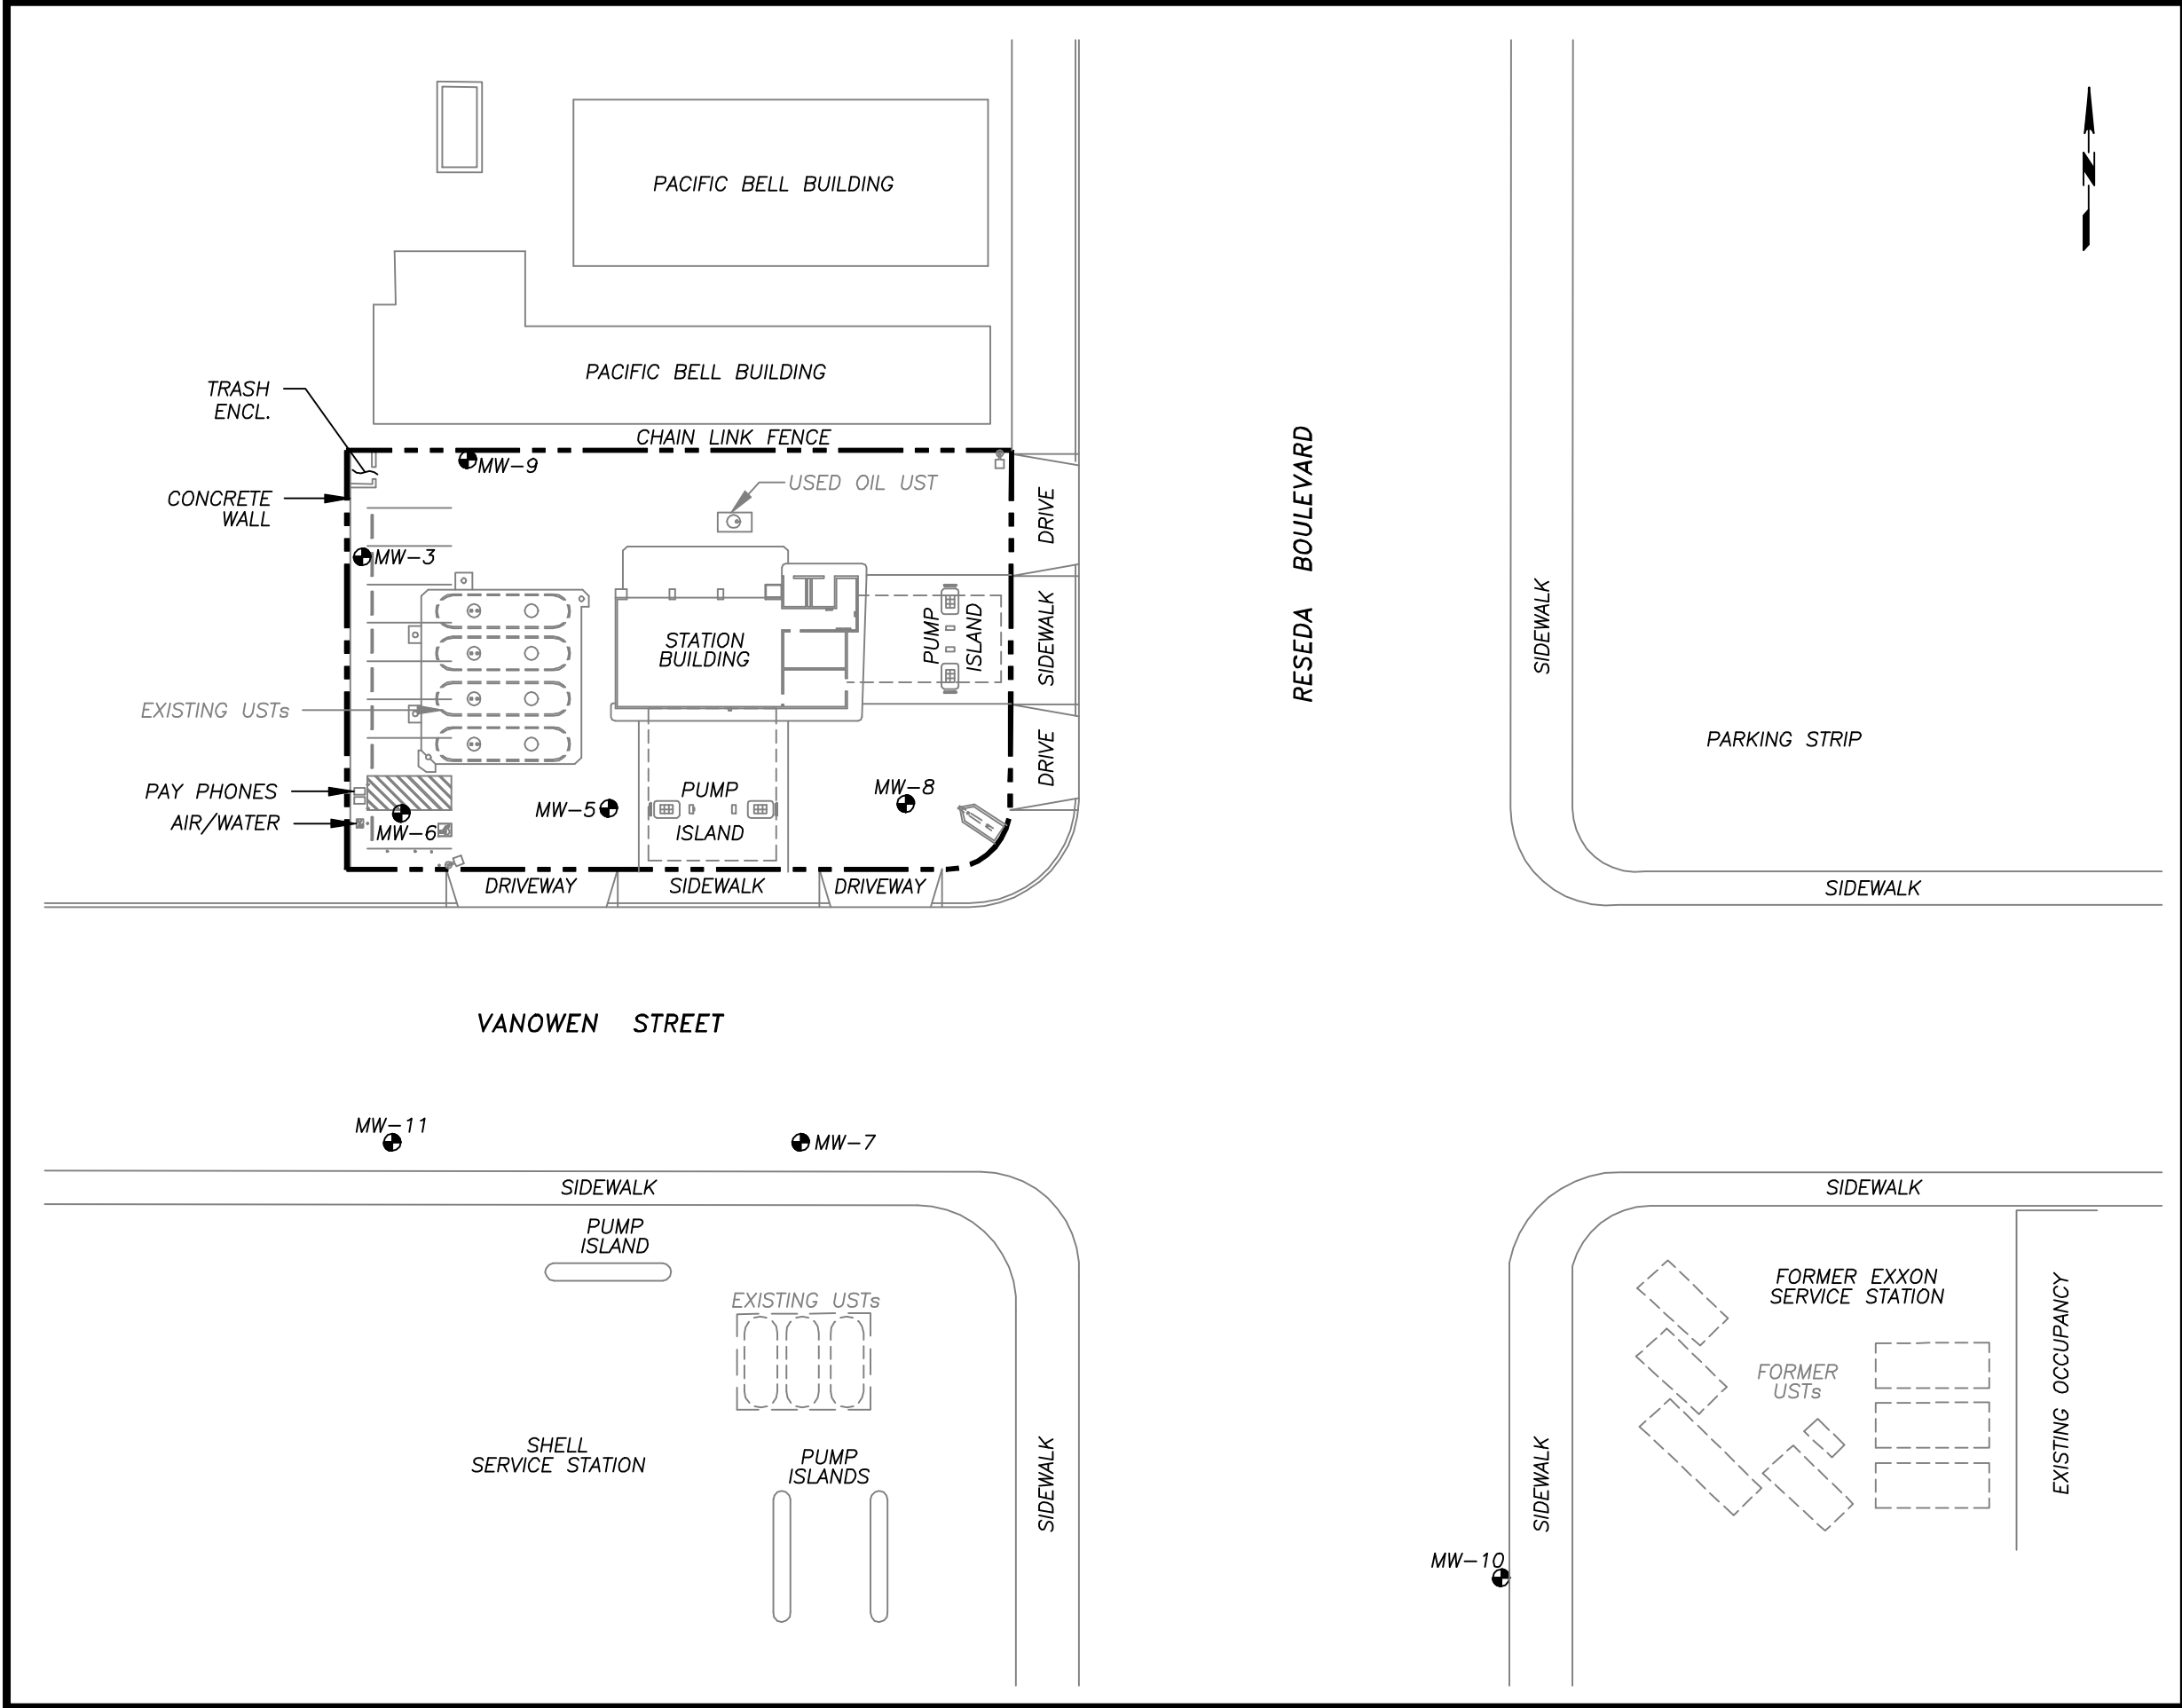 PACIFIC BELL BUILDING
N
PACIFIC BELL BUILDING
TRASH
ENCL.
CHAIN LINK FENCE
MW-9
USED OIL UST
CONCRETE
WALL
MW-3
DRIVE
RESEDA BOULEVARD
STATION
BUILDING
PUMP
ISLAND
SIDEWALK
SIDEWALK
EXISTING USTs
PARKING STRIP
DRIVE
PAY PHONES
AIR/WATER
MW-6
MW-5
PUMP
ISLAND
MW-8
DRIVEWAY
SIDEWALK
DRIVEWAY
SIDEWALK
VANOWEN STREET
MW-11
MW-7
SIDEWALK
SIDEWALK
PUMP
ISLAND
EXISTING USTs
FORMER EXXON
SERVICE STATION
FORMER
USTs
EXISTING OCCUPANCY
SHELL
SERVICE STATION
PUMP
ISLANDS
SIDEWALK
SIDEWALK
MW-10